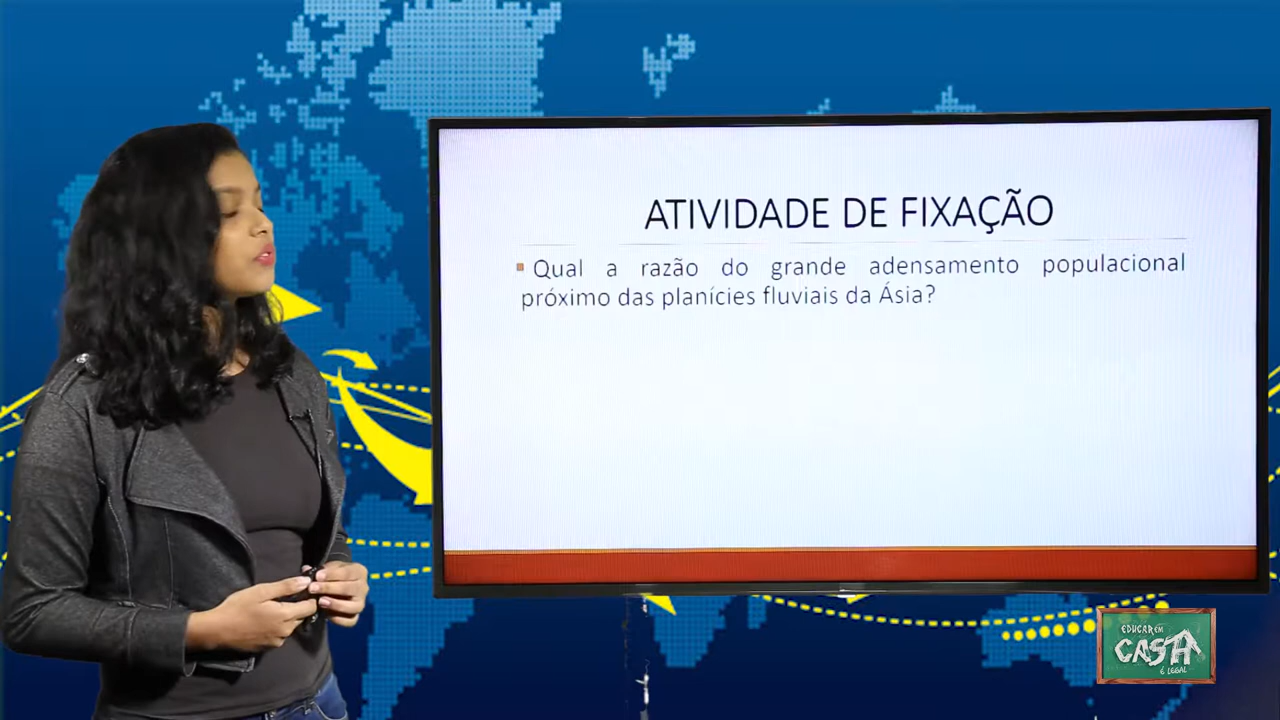 ATIVIDADE DE FIXAÇÃO
Qual a razão do grande adensamento populacional
próximo das planícies fluviais da Ásia?
EDUCAR EM
CASA
É LEGAL